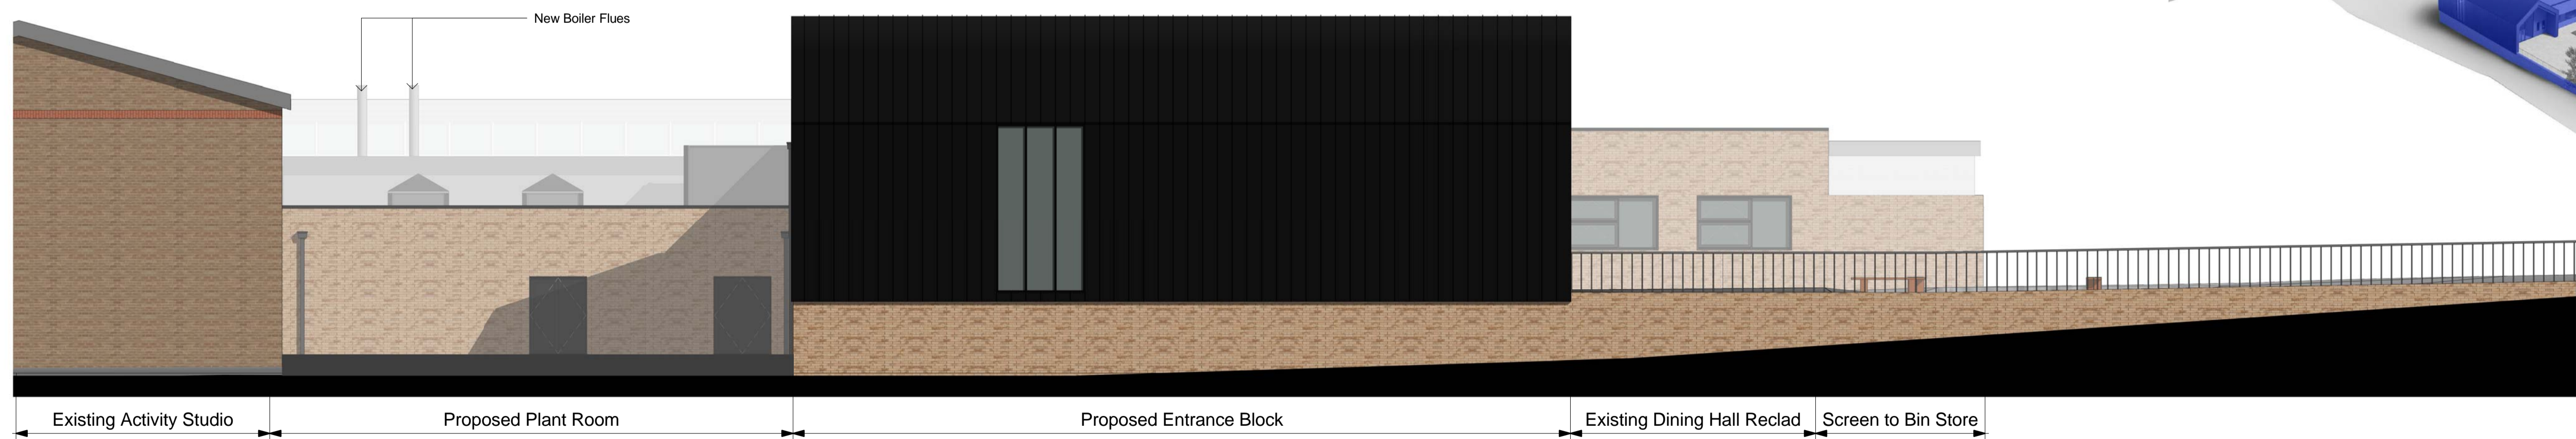 New Boiler Flues
Existing Activity Studio
Proposed Plant Room
Proposed Entrance Block
Existing Dining Hall Reclad
Screen to Bin Store